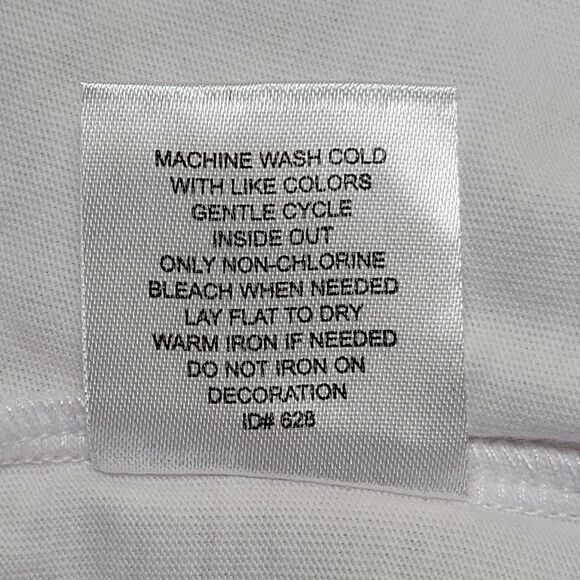 MACHINE WASH COLD
WITH LIKE COLORS
GENTLE CYCLE
INSIDE OUT
ONLY NON-CHLORINE
BLEACH WHEN NEEDED
LAY FLAT TO DRY
WARM IRON IF NEEDED
DO NOT IRON ON
DECORATION
ID# 628